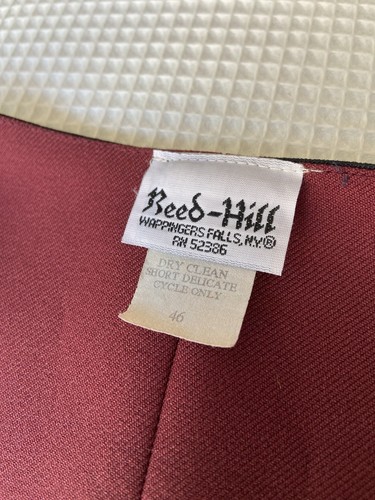 Reed-Hill
WAPPINGERS FALLS, N.Y.®
RN 52386
DRY CLEAN
SHORT DELICATE
CYCLE ONLY
46